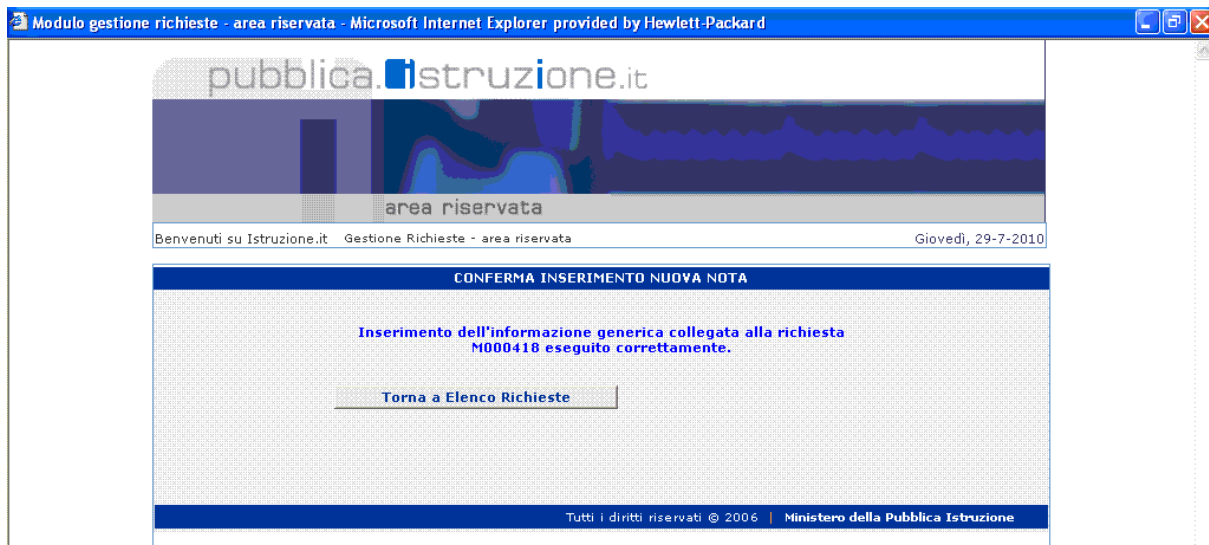 Modulo gestione richieste - area riservata - Microsoft Internet Explorer provided by Hewlett-Packard
pubblica.istruzione.it
area riservata
Benvenuti su Istruzione.it Gestione Richieste - area riservata Giovedì, 29-7-2010
CONFERMA INSERIMENTO NUOVA NOTA
Inserimento dell'informazione generica collegata alla richiesta
M000418 eseguito correttamente.
Torna a Elenco Richieste
Tutti i diritti riservati © 2006 | Ministero della Pubblica Istruzione